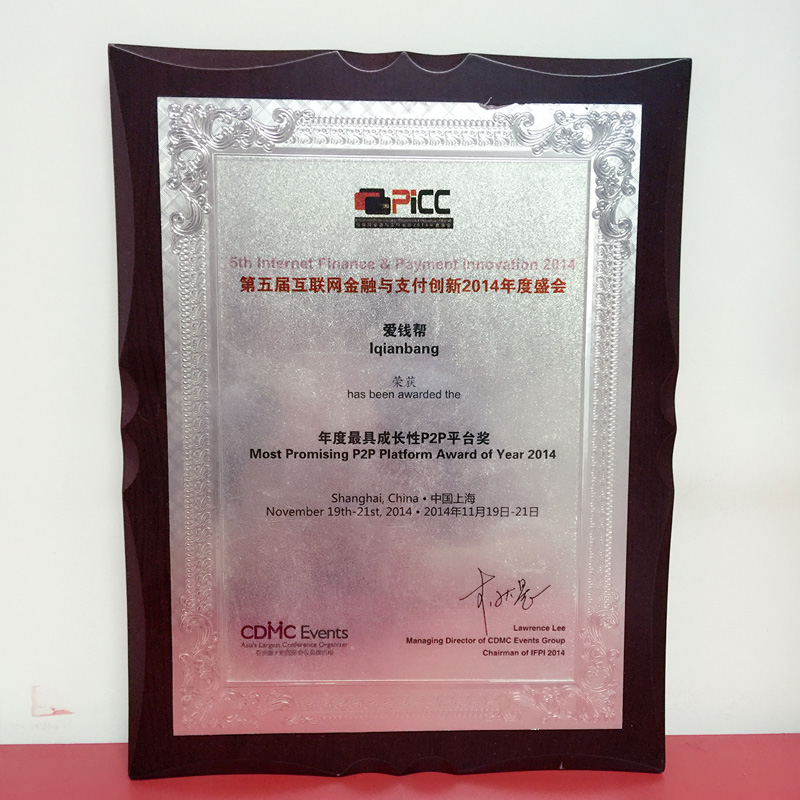 PiCC
5th Internet Finance & Payment Innovation 2014
第五届互联网金融与支付创新2014年度盛会
爱钱帮
Iqianbang
荣获
has been awarded the
年度最具成长性P2P平台奖
Most Promising P2P Platform Award of Year 2014
Shanghai, China • 中国上海
November 19th-21st, 2014 • 2014年11月19日-21日
CDMC Events
Asia's Largest Conference Organizer
Lawrence Lee
Managing Director of CDMC Events Group
Chairman of IFPI 2014